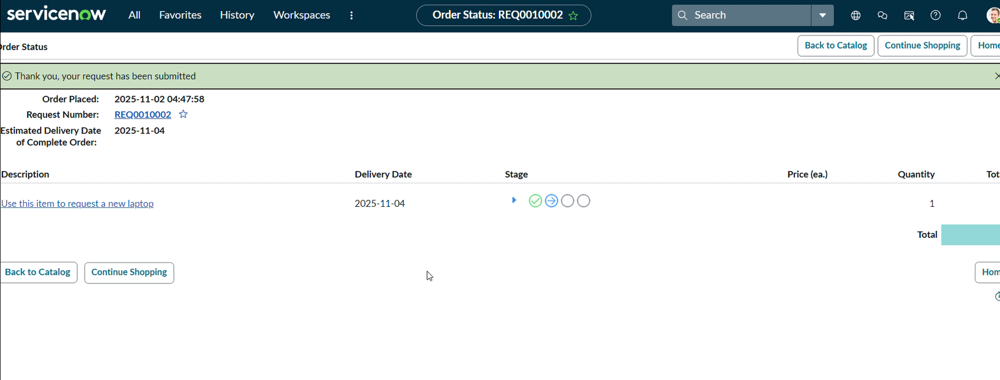 servicenow All Favorites History Workspaces Order Status: REQ0010002 Search
Order Status Back to Catalog Continue Shopping Home
Thank you, your request has been submitted
Order Placed: 2025-11-02 04:47:58
Request Number: REQ0010002
Estimated Delivery Date 2025-11-04
of Complete Order:
Description Delivery Date Stage Price (ea.) Quantity Tot
Use this item to request a new laptop 2025-11-04 1
Total
Back to Catalog Continue Shopping Hom